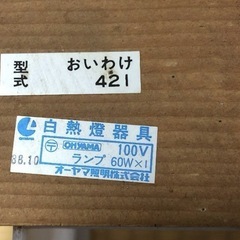 型式 おいわけ
421
白熱燈器具
〒 OHYAMA 100V
86.10 ランプ 60W×1
オーヤマ照明株式会社